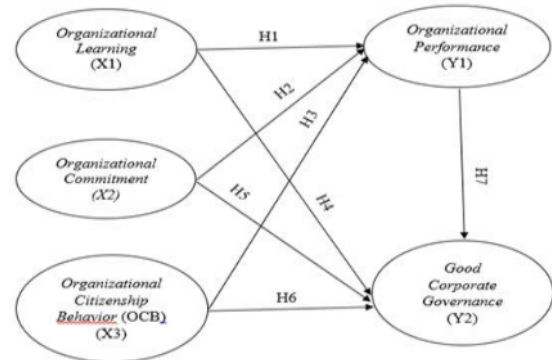 Organizational
Learning
(X1)
H1
Organizational
Performance
(Y1)
H2
H3
Organizational
Commitment
(X2)
H5
H4
H7
Organizational
Citizenship
Behavior (OCB)
(X3)
H6
Good
Corporate
Governance
(Y2)